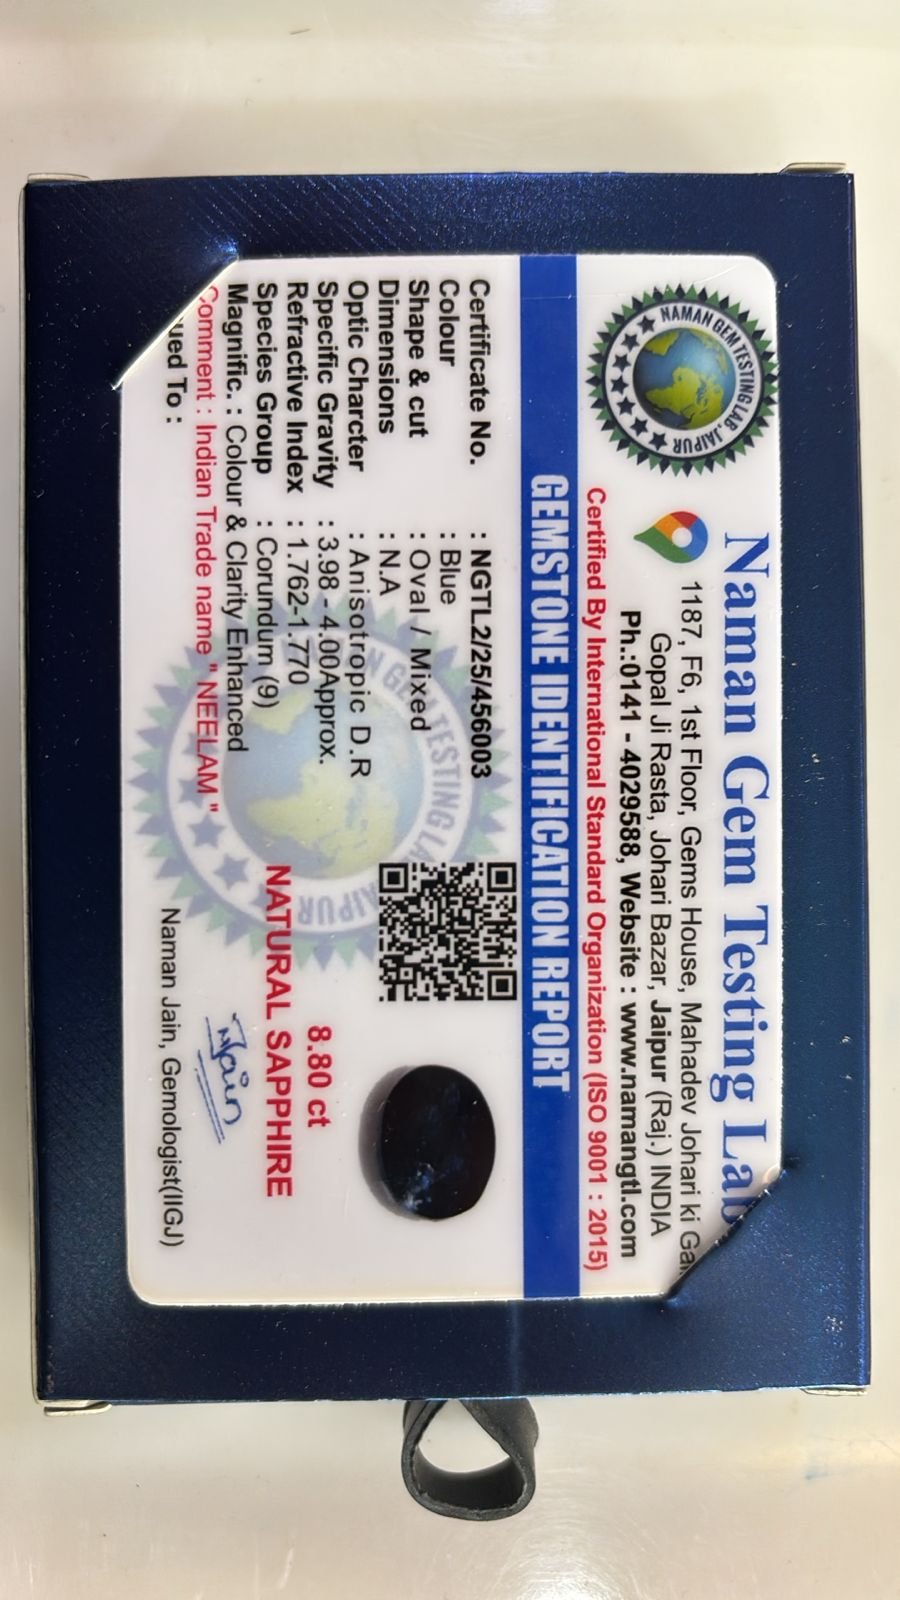 NAMAN GEM TESTING LAB, JAIPUR
Naman Gem Testing Lab
1187, F6, 1st Floor, Gems House, Mahadev Johari ki
Gopal Ji Rasta, Johari Bazar, Jaipur (Raj.) INDIA
Ph.:0141 - 4029588, Website : www.namangtl.com
Certified By International Standard Organization (ISO 9001 : 2015)
GEMSTONE IDENTIFICATION REPORT
Certificate No. : NGTL2/25/456003
Colour : Blue
Shape & cut : Oval / Mixed
Dimensions : N.A
Optic Charcter : Anisotropic D.R
Specific Gravity : 3.98 - 4.00Approx.
Refractive Index : 1.762-1.770
Species Group : Corundum (9)
Magnific. : Colour & Clarity Enhanced
Comment : Indian Trade name " NEELAM "
To :
8.80 ct
NATURAL SAPPHIRE
NJain
Naman Jain, Gemologist(IIGJ)